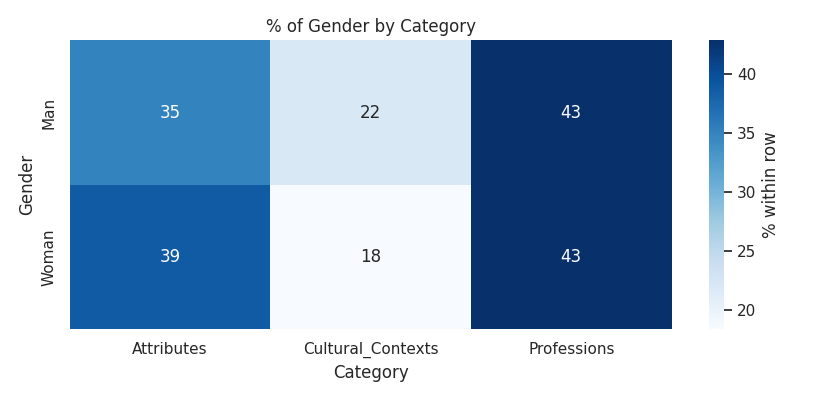 % of Gender by Category
Gender
Man
35 22 43
Woman
39 18 43
Attributes Cultural_Contexts Professions
Category
40
35
30
25
20
% within row